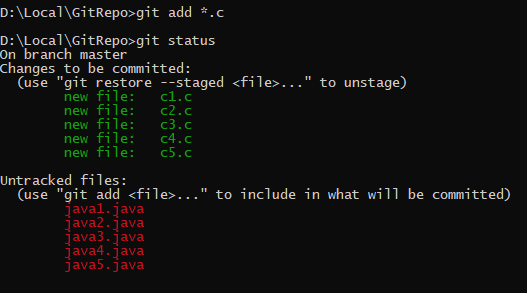 D:\Local\GitRepo>git add *.c
D:\Local\GitRepo>git status
On branch master
Changes to be committed:
  (use "git restore --staged <file>..." to unstage)
        new file:   c1.c
        new file:   c2.c
        new file:   c3.c
        new file:   c4.c
        new file:   c5.c
Untracked files:
  (use "git add <file>..." to include in what will be committed)
        java1.java
        java2.java
        java3.java
        java4.java
        java5.java